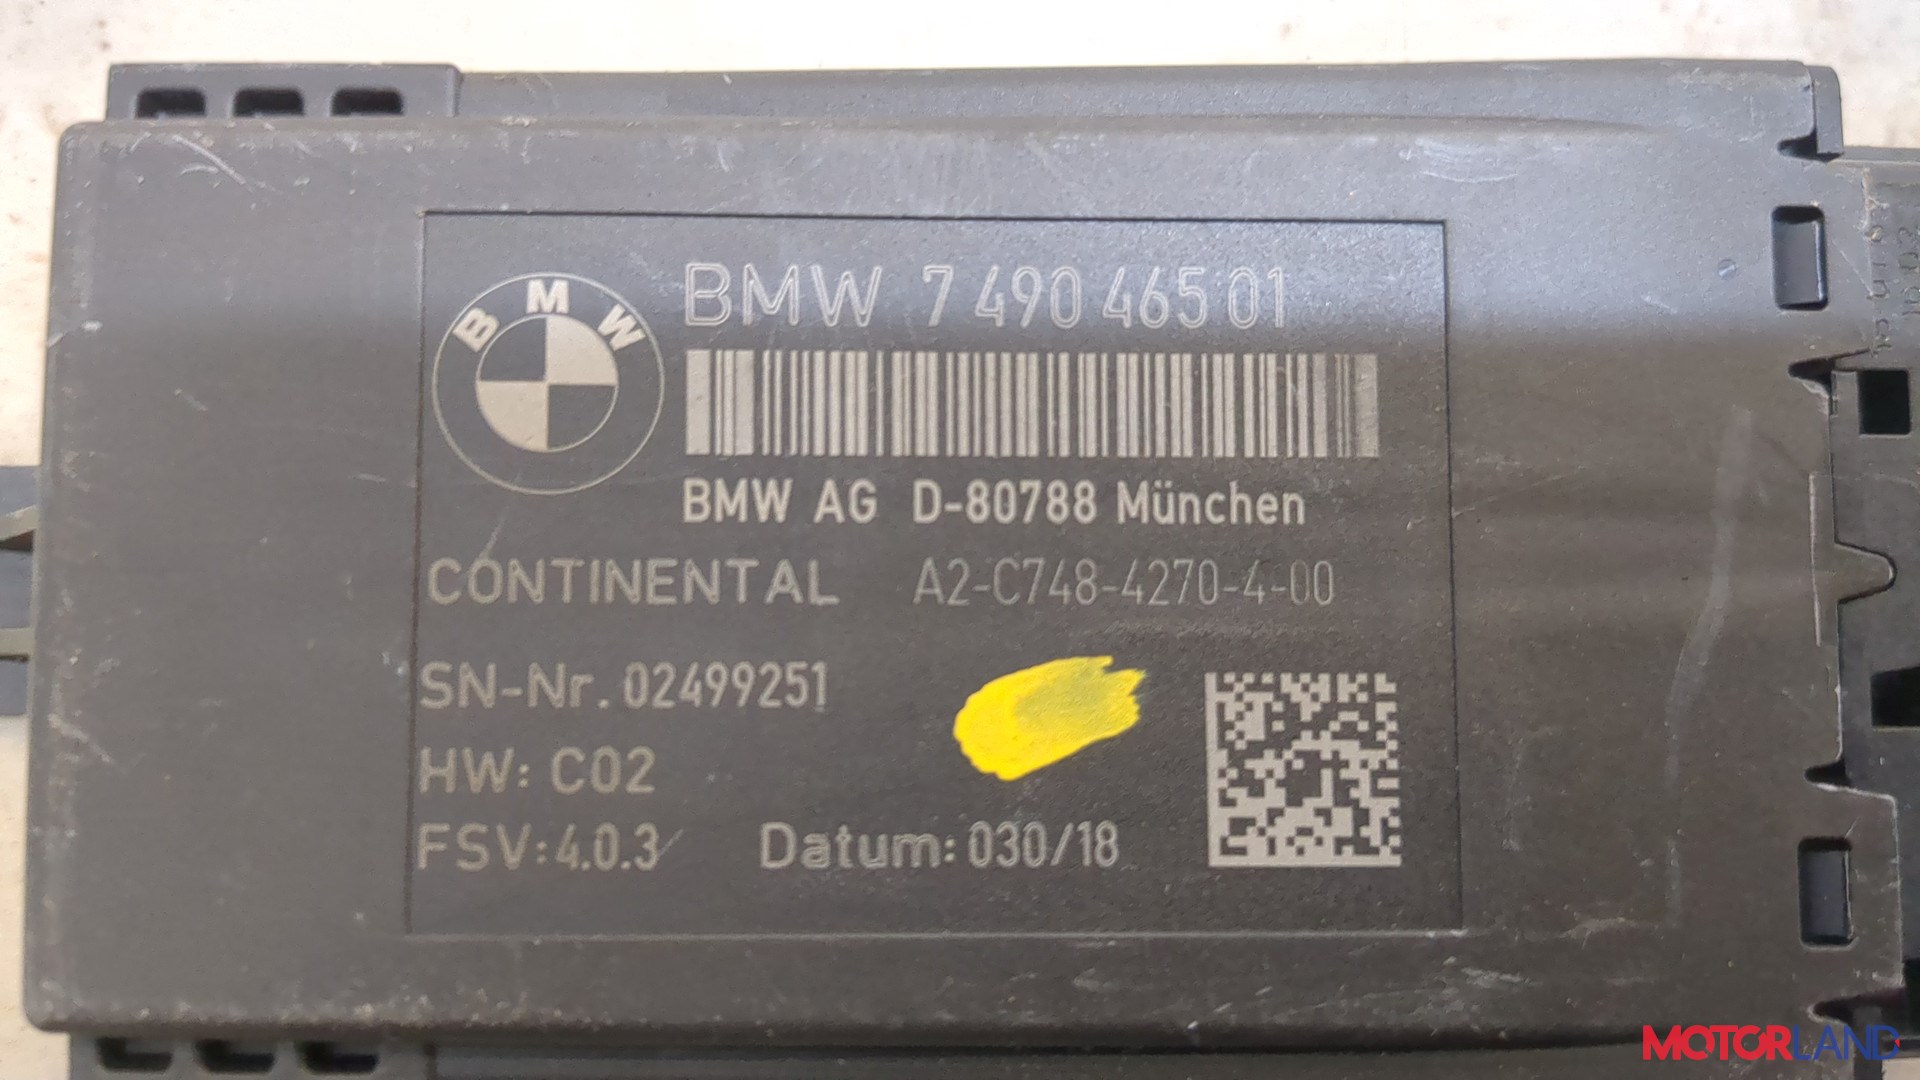 BMW
BMW 7 490 465 01
BMW AG D-80788 München
CONTINENTAL A2-C748-4270-4-00
SN-Nr. 02499251
HW: C02
FSV: 4.0.3 Datum: 030/18
MOTORLAND